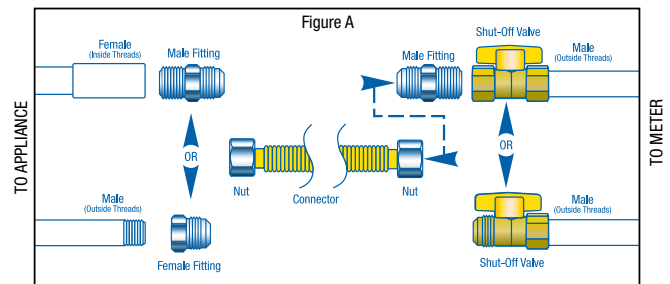 Figure A
Female
(Inside Threads)
Male Fitting
Male Fitting
Shut-Off Valve
Male
(Outside Threads)
TO APPLIANCE
TO METER
OR
OR
Nut
Connector
Nut
Male
(Outside Threads)
Female Fitting
Male
(Outside Threads)
Shut-Off Valve